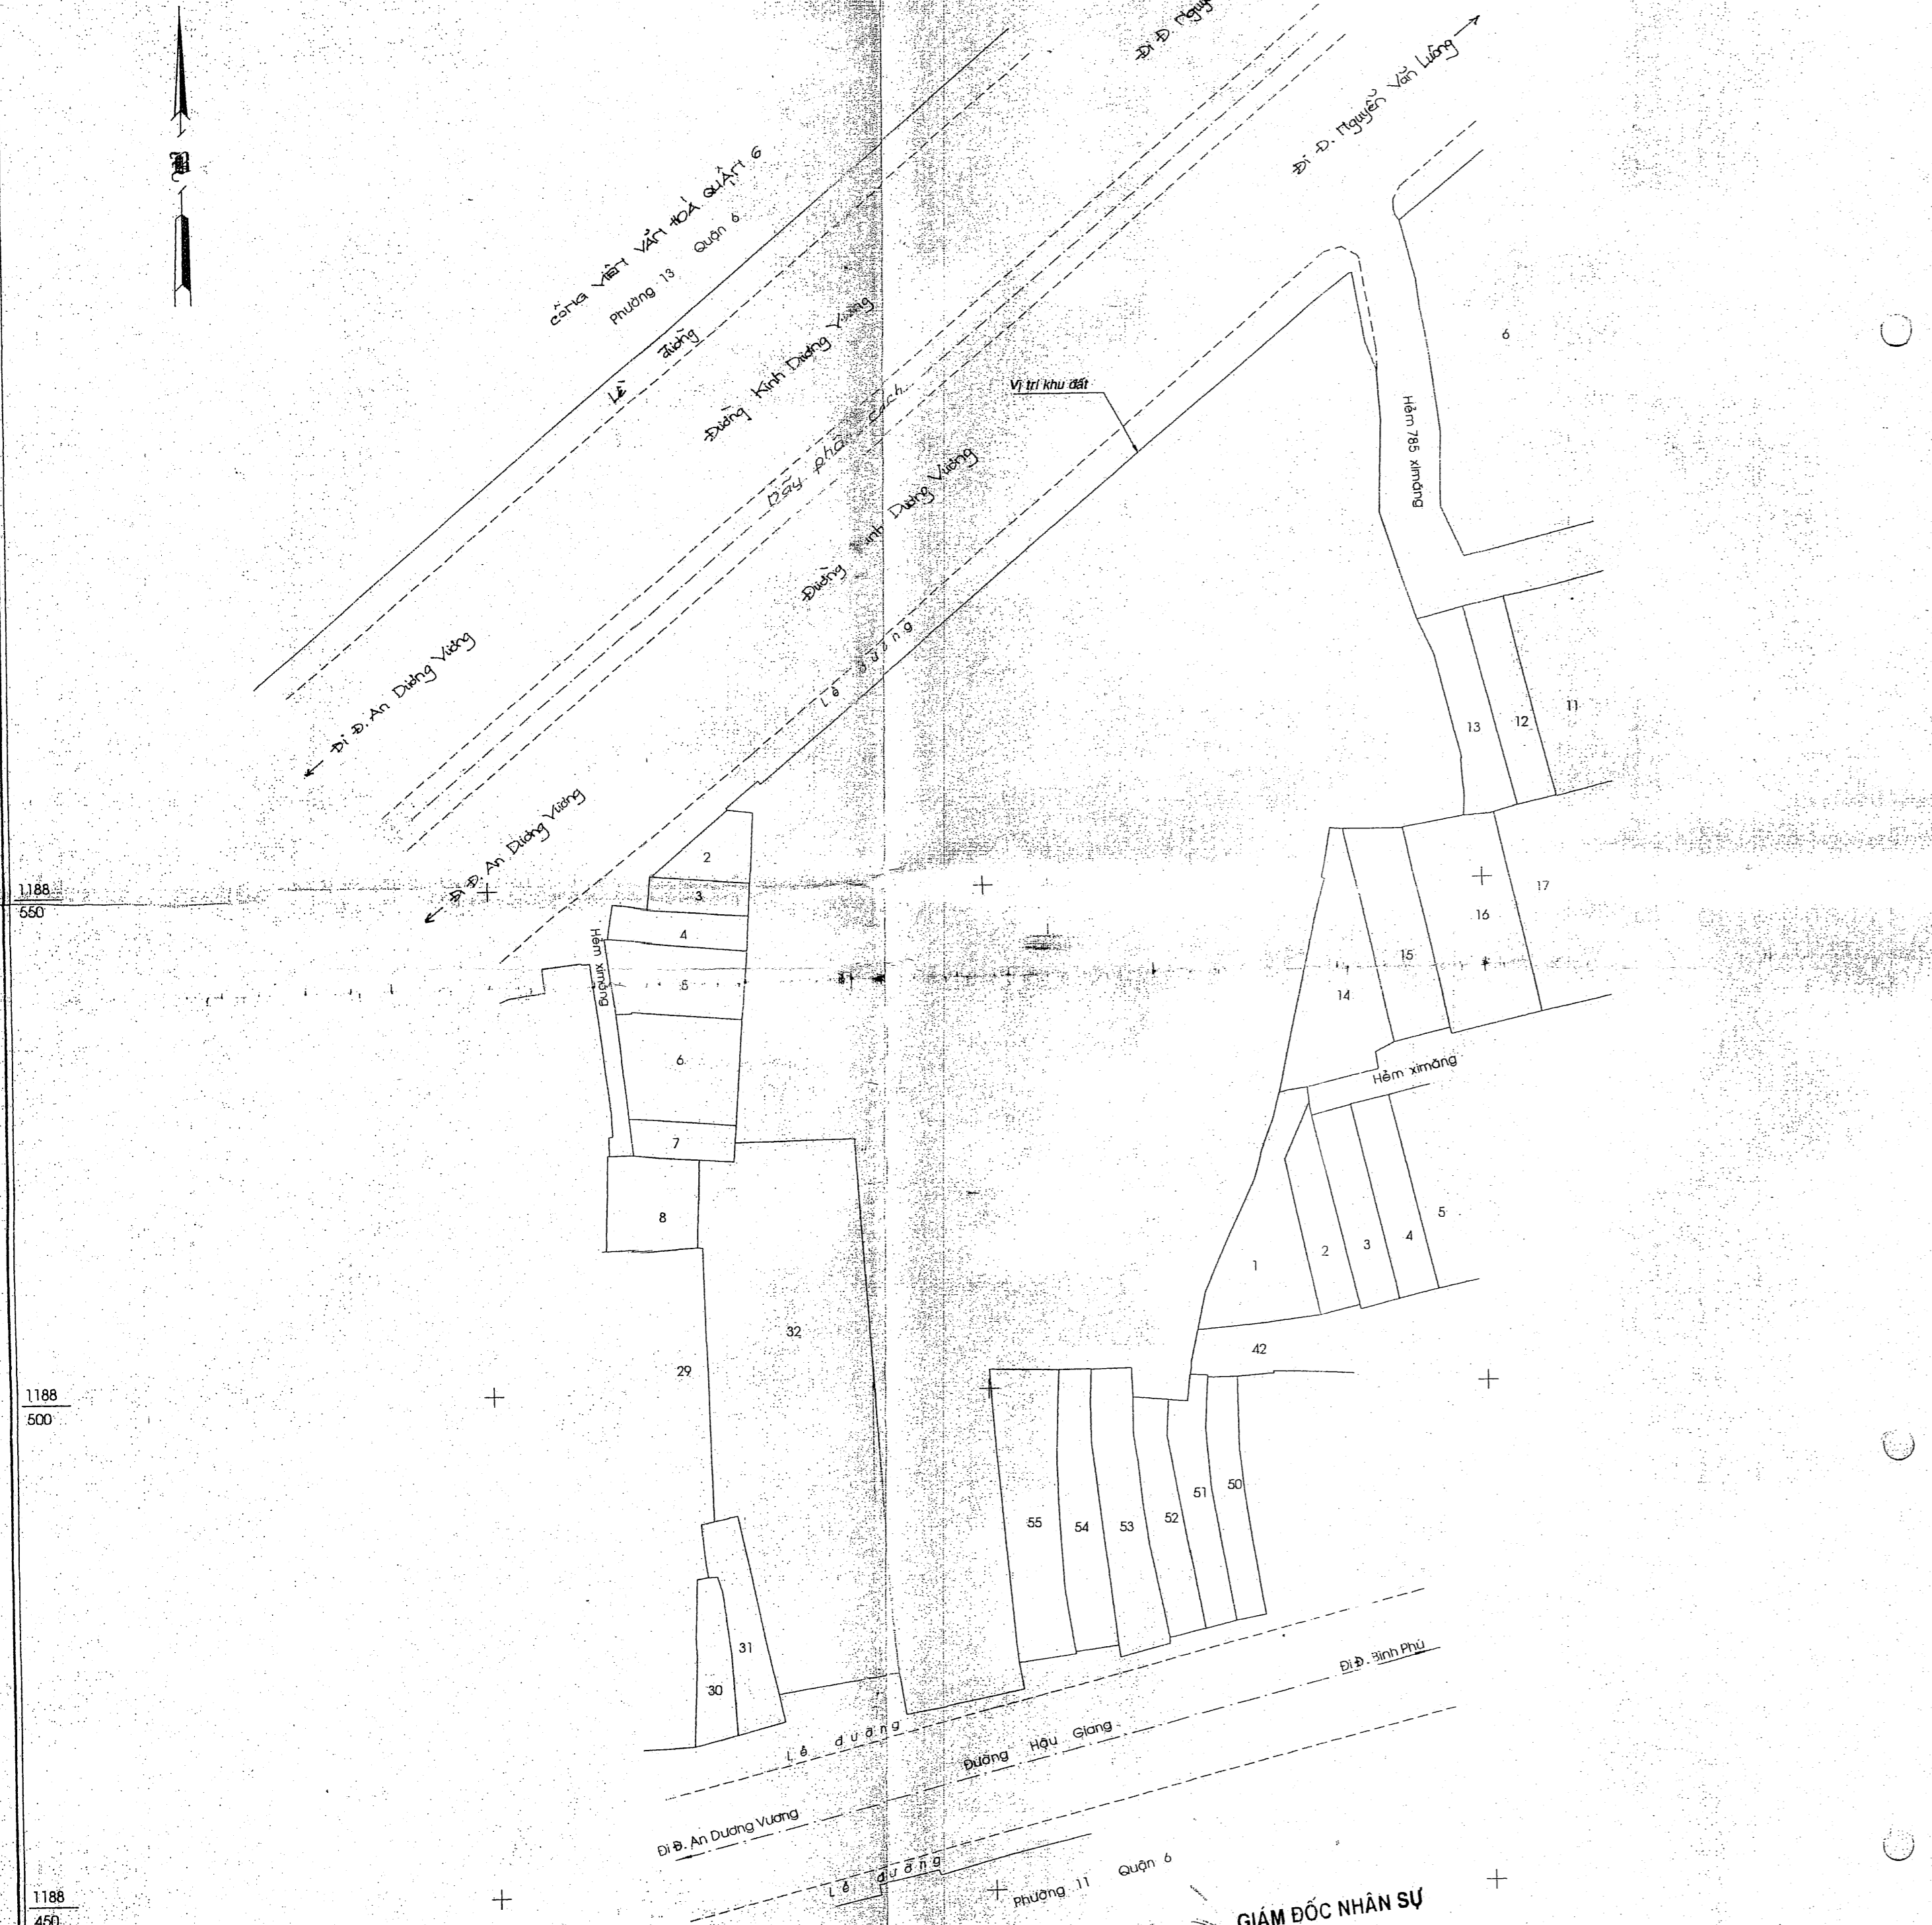 Đi Đ. Nguyễn Văn Lương
CÔNG VIÊN VĂN HOÁ QUẬN 6
Phường 13 Quận 6
Lề đường
Đường Kinh Dương Vương
Dãy phân cách
Vị trí khu đất
Đường Kinh Dương Vương
Lề đường
Hẻm 785 ximăng
6
Đi Đ. An Dương Vương
Đi Đ. An Dương Vương
13
12
11
2
3
4
5
6
7
8
Hẻm ximăng
1188
550
14
15
16
17
Hẻm ximăng
1
2
3
4
5
42
32
29
1188
500
55
54
53
52
51
50
31
30
Lề đường
Đường Hậu Giang
Đi Đ. Bình Phú
Đi Đ. An Dương Vương
Lề đường
Phường 11 Quận 6
1188
450
GIÁM ĐỐC NHÂN SỰ